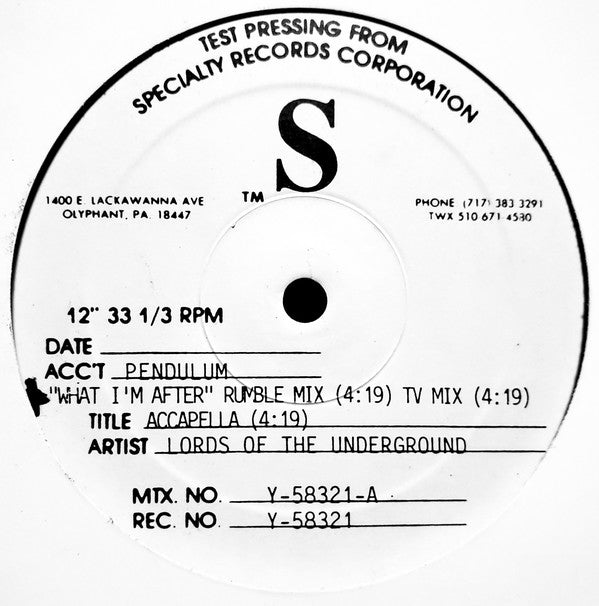 TEST PRESSING FROM
SPECIALTY RECORDS CORPORATION
S
TM
1400 E. LACKAWANNA AVE
OLYPHANT, PA. 18447
PHONE (717) 383 3291
TWX 510 671 4580
12" 33 1/3 RPM
DATE
ACC'T PENDULUM
"WHAT I'M AFTER" RUMBLE MIX (4:19) TV MIX (4:19)
TITLE ACCAPELLA (4:19)
ARTIST LORDS OF THE UNDERGROUND
MTX. NO. Y-58321-A
REC. NO. Y-58321